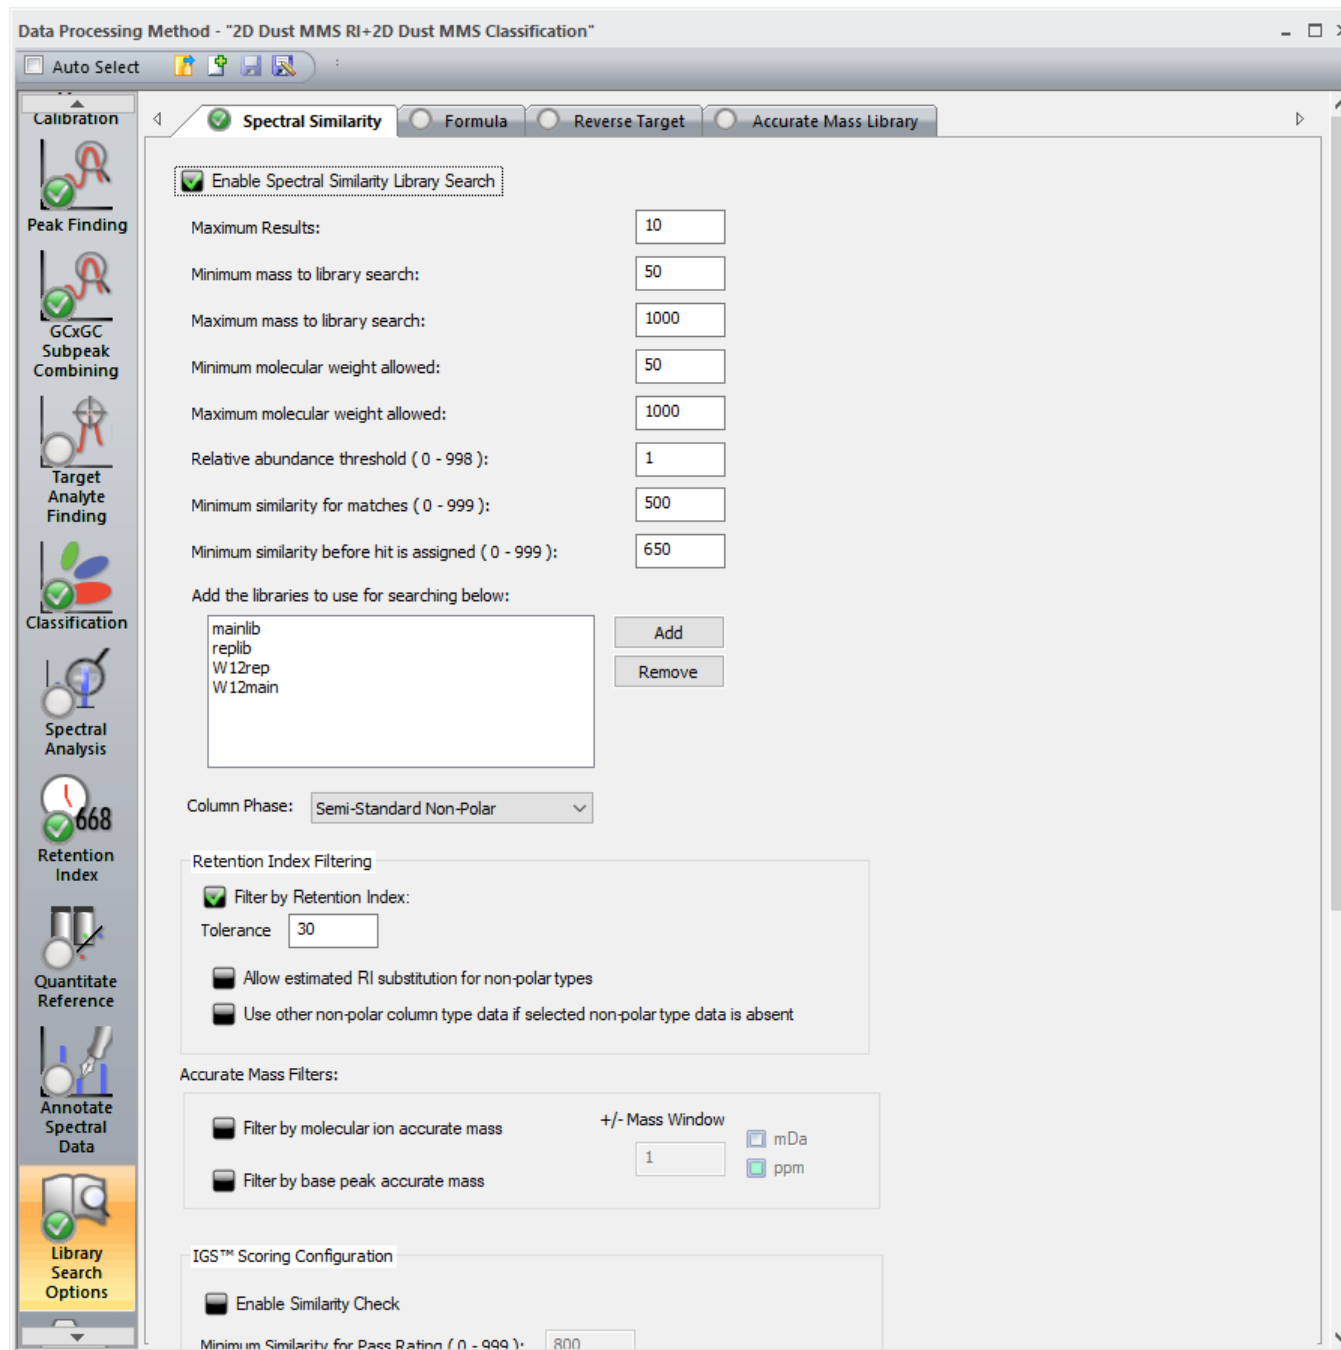 Data Processing Method - "2D Dust MMS RI+2D Dust MMS Classification"
Auto Select
Calibration
Peak Finding
GCxGC
Subpeak
Combining
Target
Analyte
Finding
Classification
Spectral
Analysis
668
Retention
Index
Quantitate
Reference
Annotate
Spectral
Data
Library
Search
Options
Spectral Similarity
Formula
Reverse Target
Accurate Mass Library
Enable Spectral Similarity Library Search
Maximum Results: 10
Minimum mass to library search: 50
Maximum mass to library search: 1000
Minimum molecular weight allowed: 50
Maximum molecular weight allowed: 1000
Relative abundance threshold ( 0 - 998 ): 1
Minimum similarity for matches ( 0 - 999 ): 500
Minimum similarity before hit is assigned ( 0 - 999 ): 650
Add the libraries to use for searching below:
mainlib
replib
W12rep
W12main
Add
Remove
Column Phase: Semi-Standard Non-Polar
Retention Index Filtering
Filter by Retention Index:
Tolerance 30
Allow estimated RI substitution for non-polar types
Use other non-polar column type data if selected non-polar type data is absent
Accurate Mass Filters:
Filter by molecular ion accurate mass
Filter by base peak accurate mass
+/- Mass Window
1
mDa
ppm
IGS™ Scoring Configuration
Enable Similarity Check
Minimum Similarity for Pass Rating ( 0 - 999 ): 800